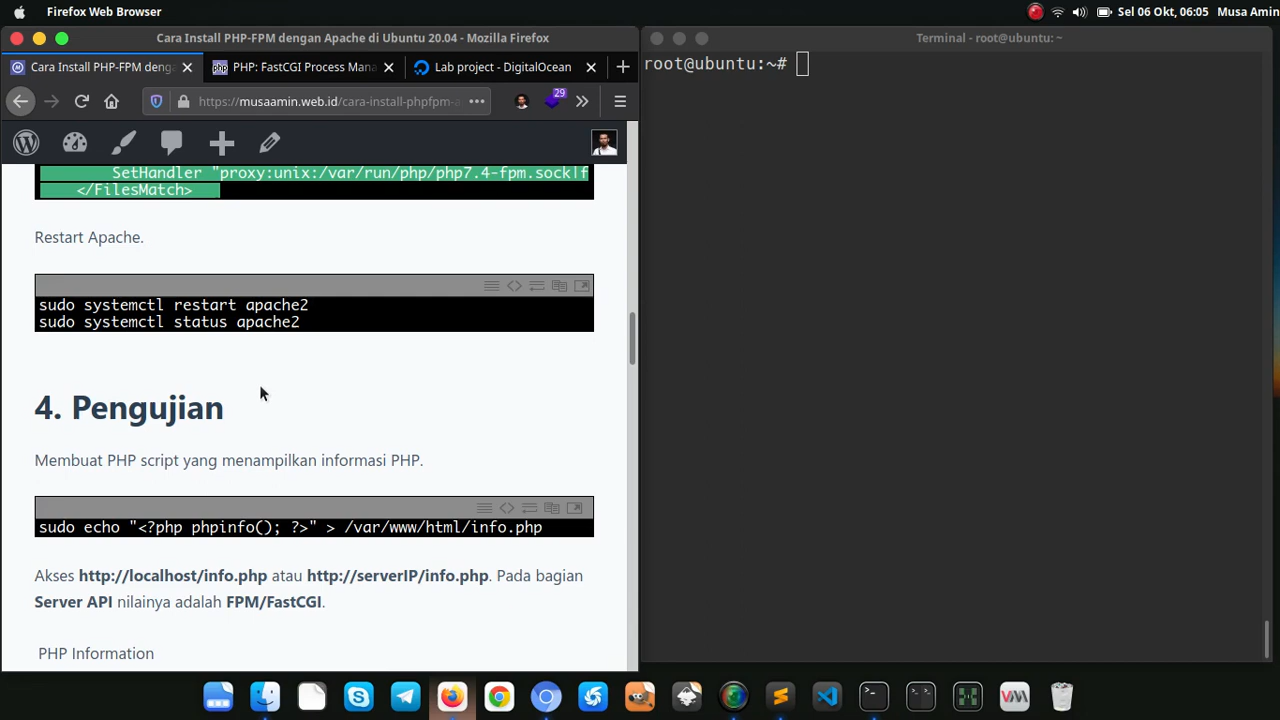 Firefox Web Browser
Sel 06 Okt, 06:05
Musa Amin
Cara Install PHP-FPM dengan Apache di Ubuntu 20.04 - Mozilla Firefox
Cara Install PHP-FPM deng
PHP: FastCGI Process Mana
Lab project - DigitalOcean
https://musaamin.web.id/cara-install-phpfpm-a
29
SetHandler "proxy:unix:/var/run/php/php7.4-fpm.sock|f
</FilesMatch>
Restart Apache.
sudo systemctl restart apache2
sudo systemctl status apache2
4. Pengujian
Membuat PHP script yang menampilkan informasi PHP.
sudo echo "<?php phpinfo(); ?>" > /var/www/html/info.php
Akses http://localhost/info.php atau http://serverIP/info.php. Pada bagian
Server API nilainya adalah FPM/FastCGI.
PHP Information
Terminal - root@ubuntu: ~
root@ubuntu:~#